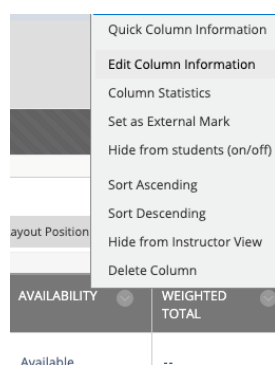 Quick Column Information
Edit Column Information
Column Statistics
Set as External Mark
Hide from students (on/off)
Sort Ascending
Sort Descending
ayout Position
Hide from Instructor View
Delete Column
AVAILABILITY
WEIGHTED
TOTAL
Available
--